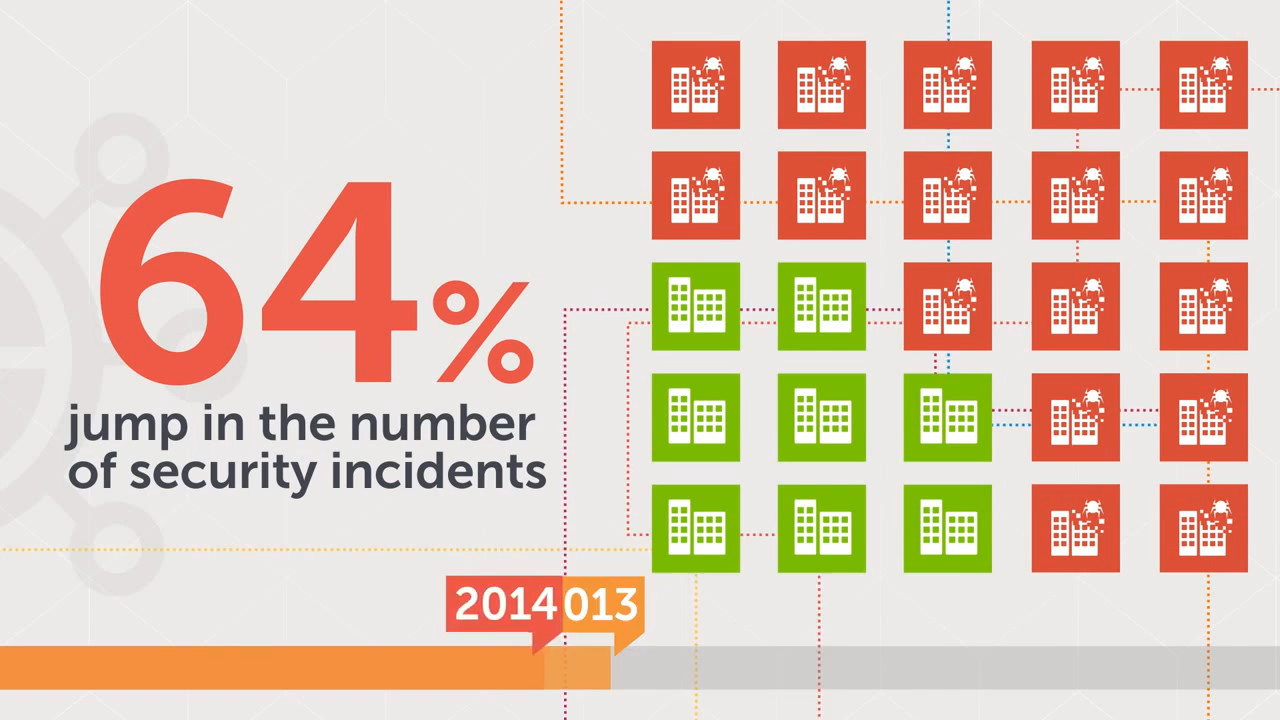 64%
jump in the number
of security incidents
2014 013